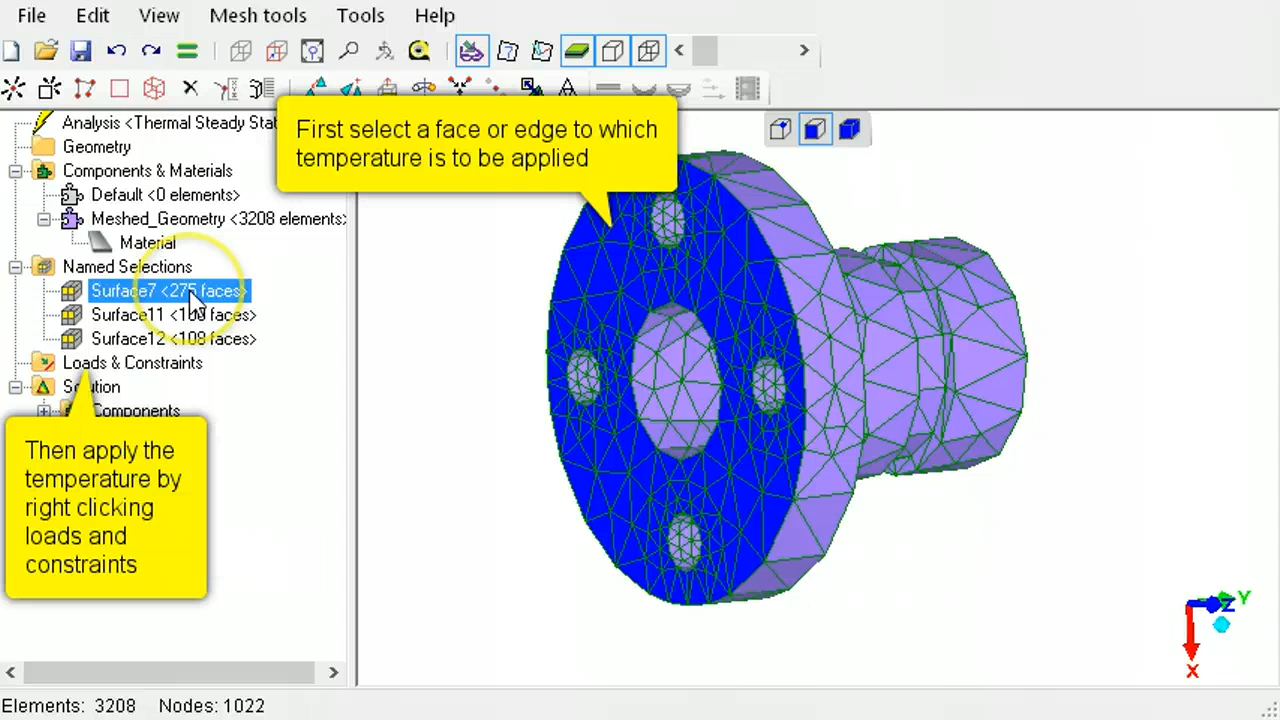 File Edit View Mesh tools Tools Help
First select a face or edge to which
temperature is to be applied
Analysis <Thermal Steady Stat
Geometry
Components & Materials
Default <0 elements>
Meshed_Geometry <3208 elements>
Material
Named Selections
Surface7 <275 faces>
Surface11 <108 faces>
Surface12 <108 faces>
Loads & Constraints
Solution
Components
Then apply the
temperature by
right clicking
loads and
constraints
Y
Z
X
Elements: 3208 Nodes: 1022